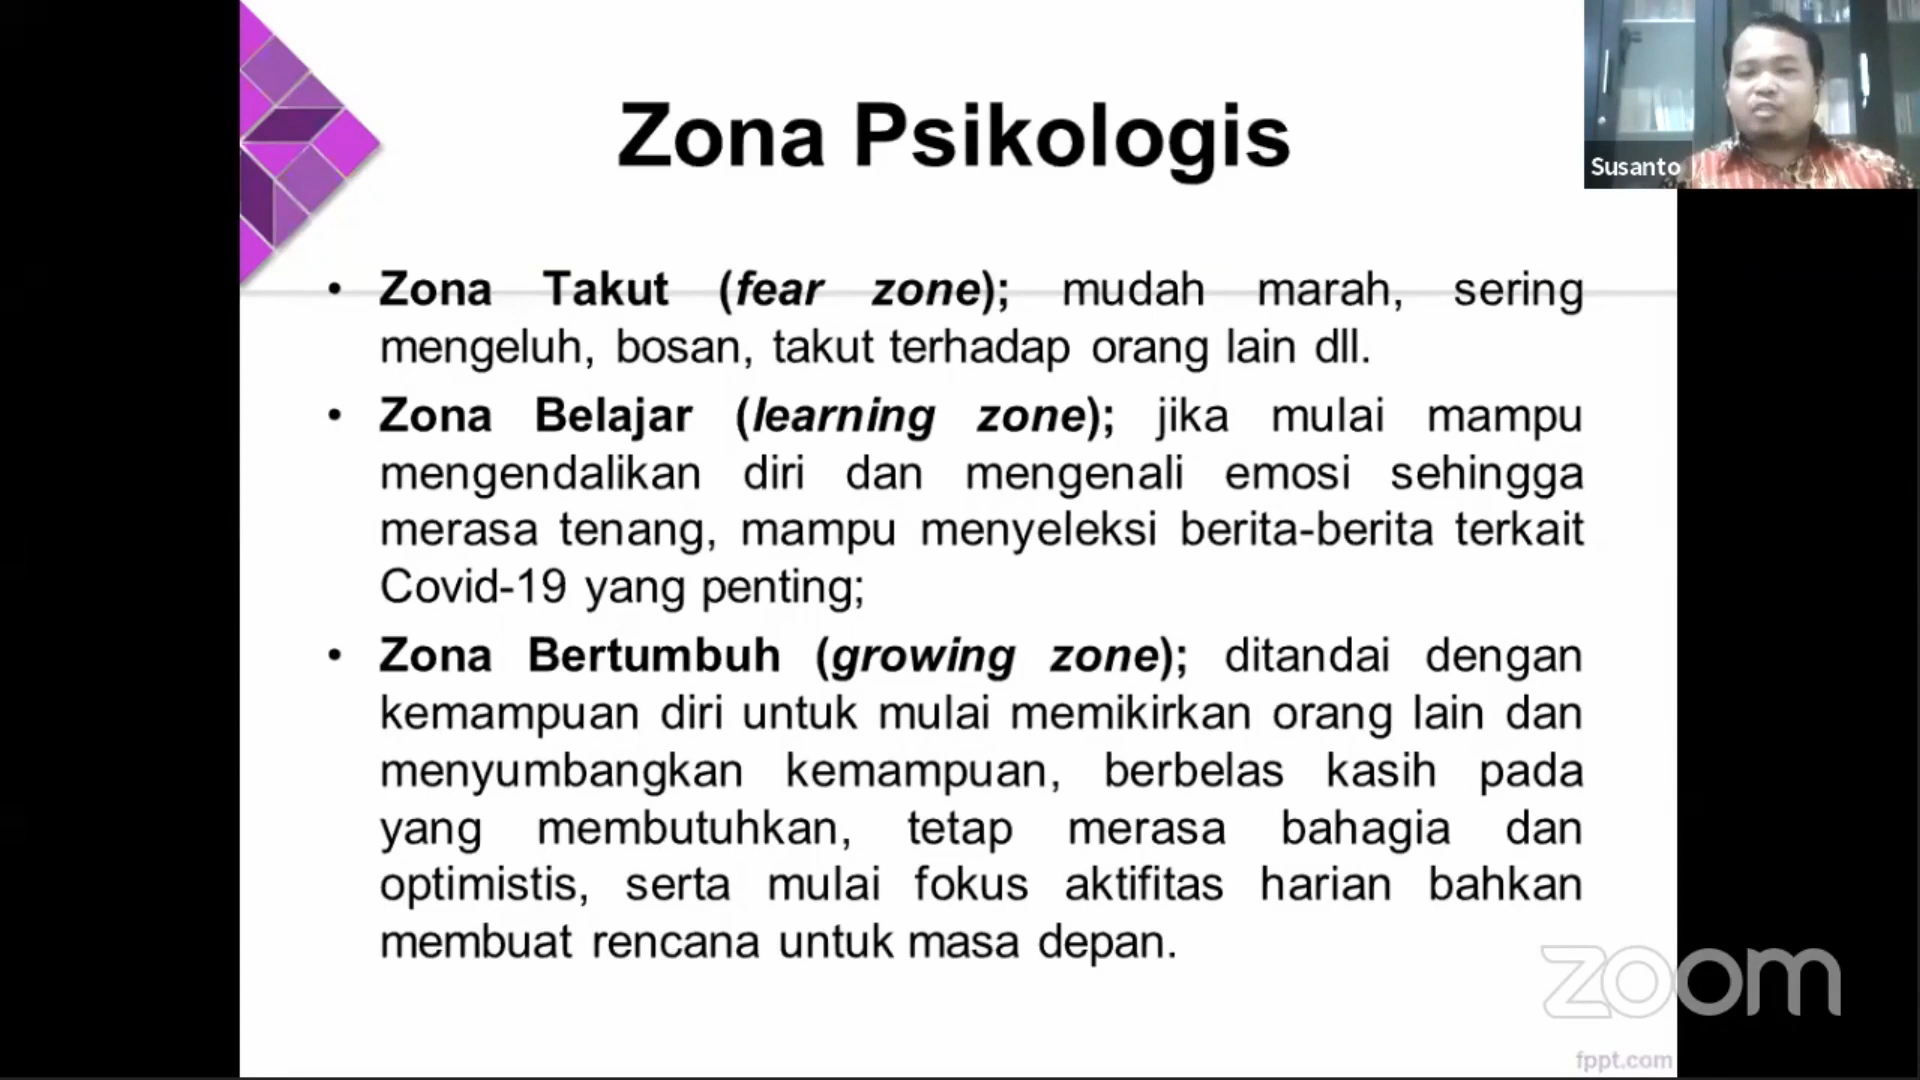 Zona Psikologis
Susanto
• Zona Takut (fear zone); mudah marah, sering
mengeluh, bosan, takut terhadap orang lain dll.
• Zona Belajar (learning zone); jika mulai mampu
mengendalikan diri dan mengenali emosi sehingga
merasa tenang, mampu menyeleksi berita-berita terkait
Covid-19 yang penting;
• Zona Bertumbuh (growing zone); ditandai dengan
kemampuan diri untuk mulai memikirkan orang lain dan
menyumbangkan kemampuan, berbelas kasih pada
yang membutuhkan, tetap merasa bahagia dan
optimistis, serta mulai fokus aktifitas harian bahkan
membuat rencana untuk masa depan.
zoom
fppt.com